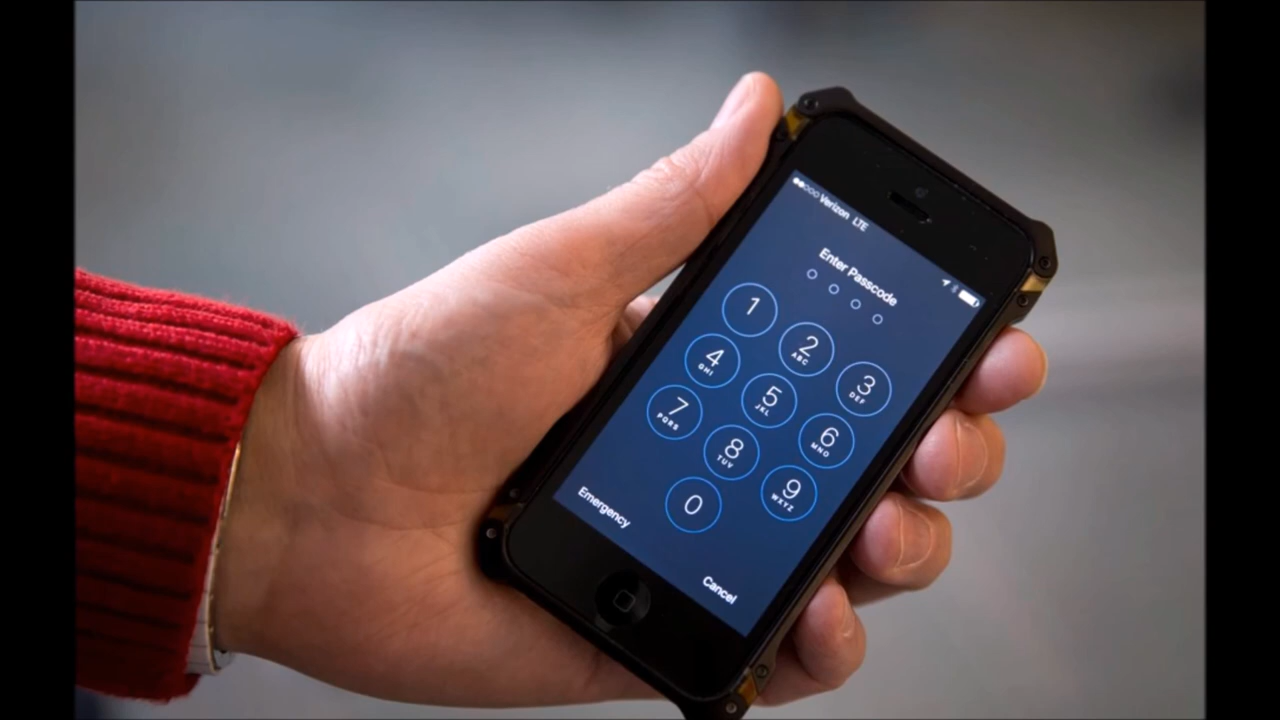 Verizon LTE
Enter Passcode
1
2
ABC
3
DEF
4
GHI
5
JKL
6
MNO
7
PQRS
8
TUV
9
WXYZ
0
Emergency
Cancel